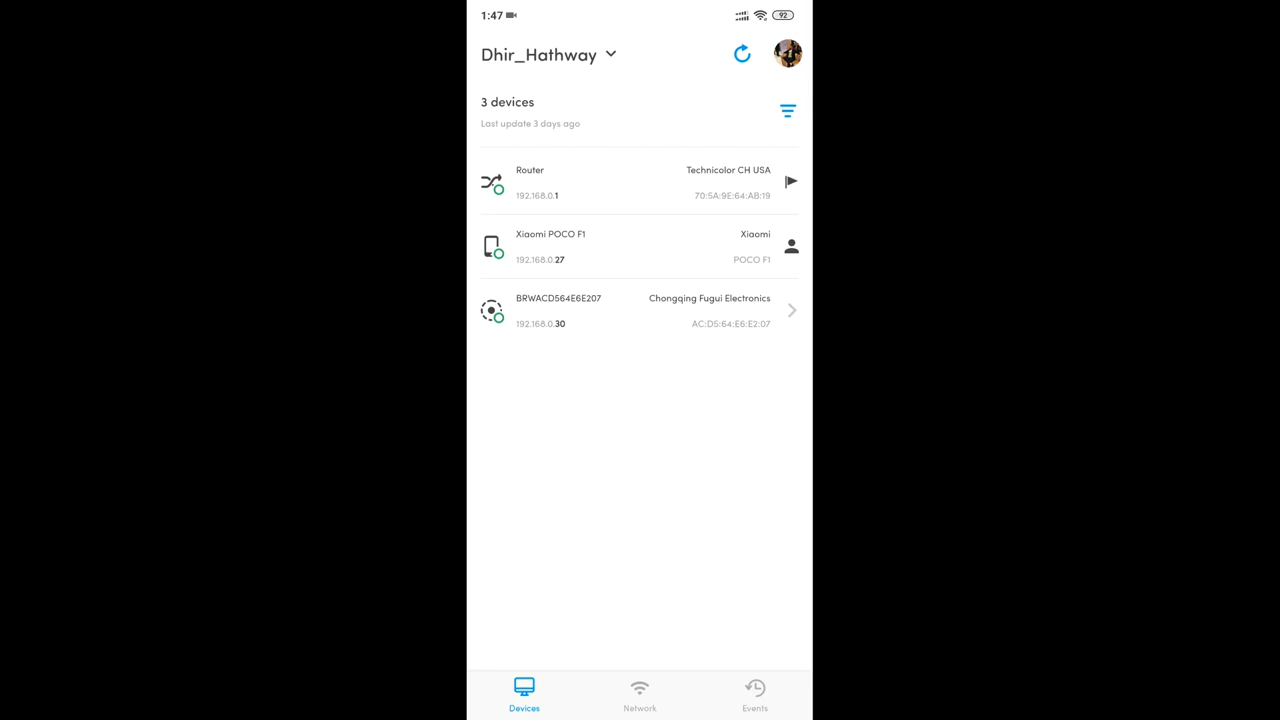 1:47
92
Dhir_Hathway
3 devices
Last update 3 days ago
Router Technicolor CH USA
192.168.0.1 70:5A:9E:64:AB:19
Xiaomi POCO F1 Xiaomi
192.168.0.27 POCO F1
BRWACD564E6E207 Chongqing Fugui Electronics
192.168.0.30 AC:D5:64:E6:E2:07
Devices Network Events